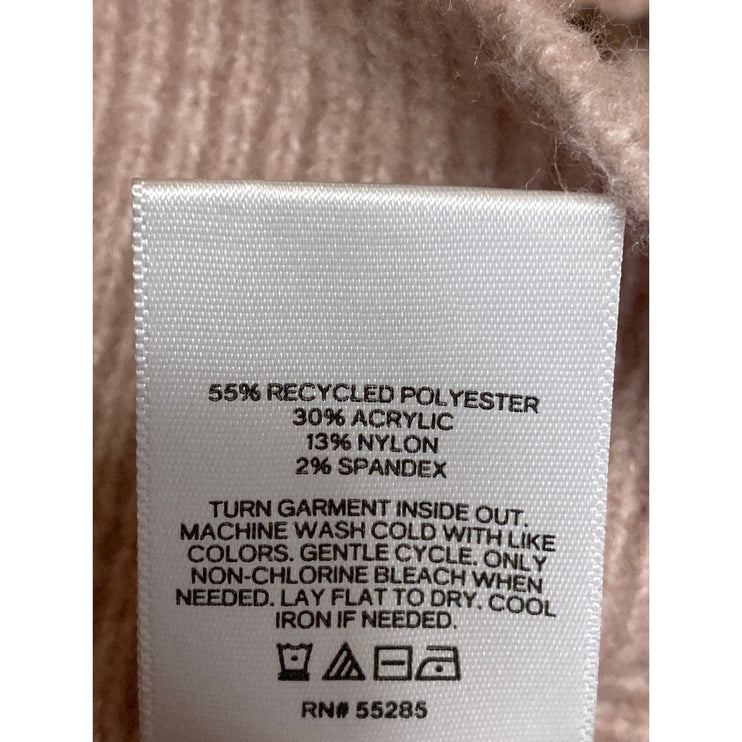 55% RECYCLED POLYESTER
30% ACRYLIC
13% NYLON
2% SPANDEX
TURN GARMENT INSIDE OUT.
MACHINE WASH COLD WITH LIKE
COLORS. GENTLE CYCLE. ONLY
NON-CHLORINE BLEACH WHEN
NEEDED. LAY FLAT TO DRY. COOL
IRON IF NEEDED.
RN# 55285